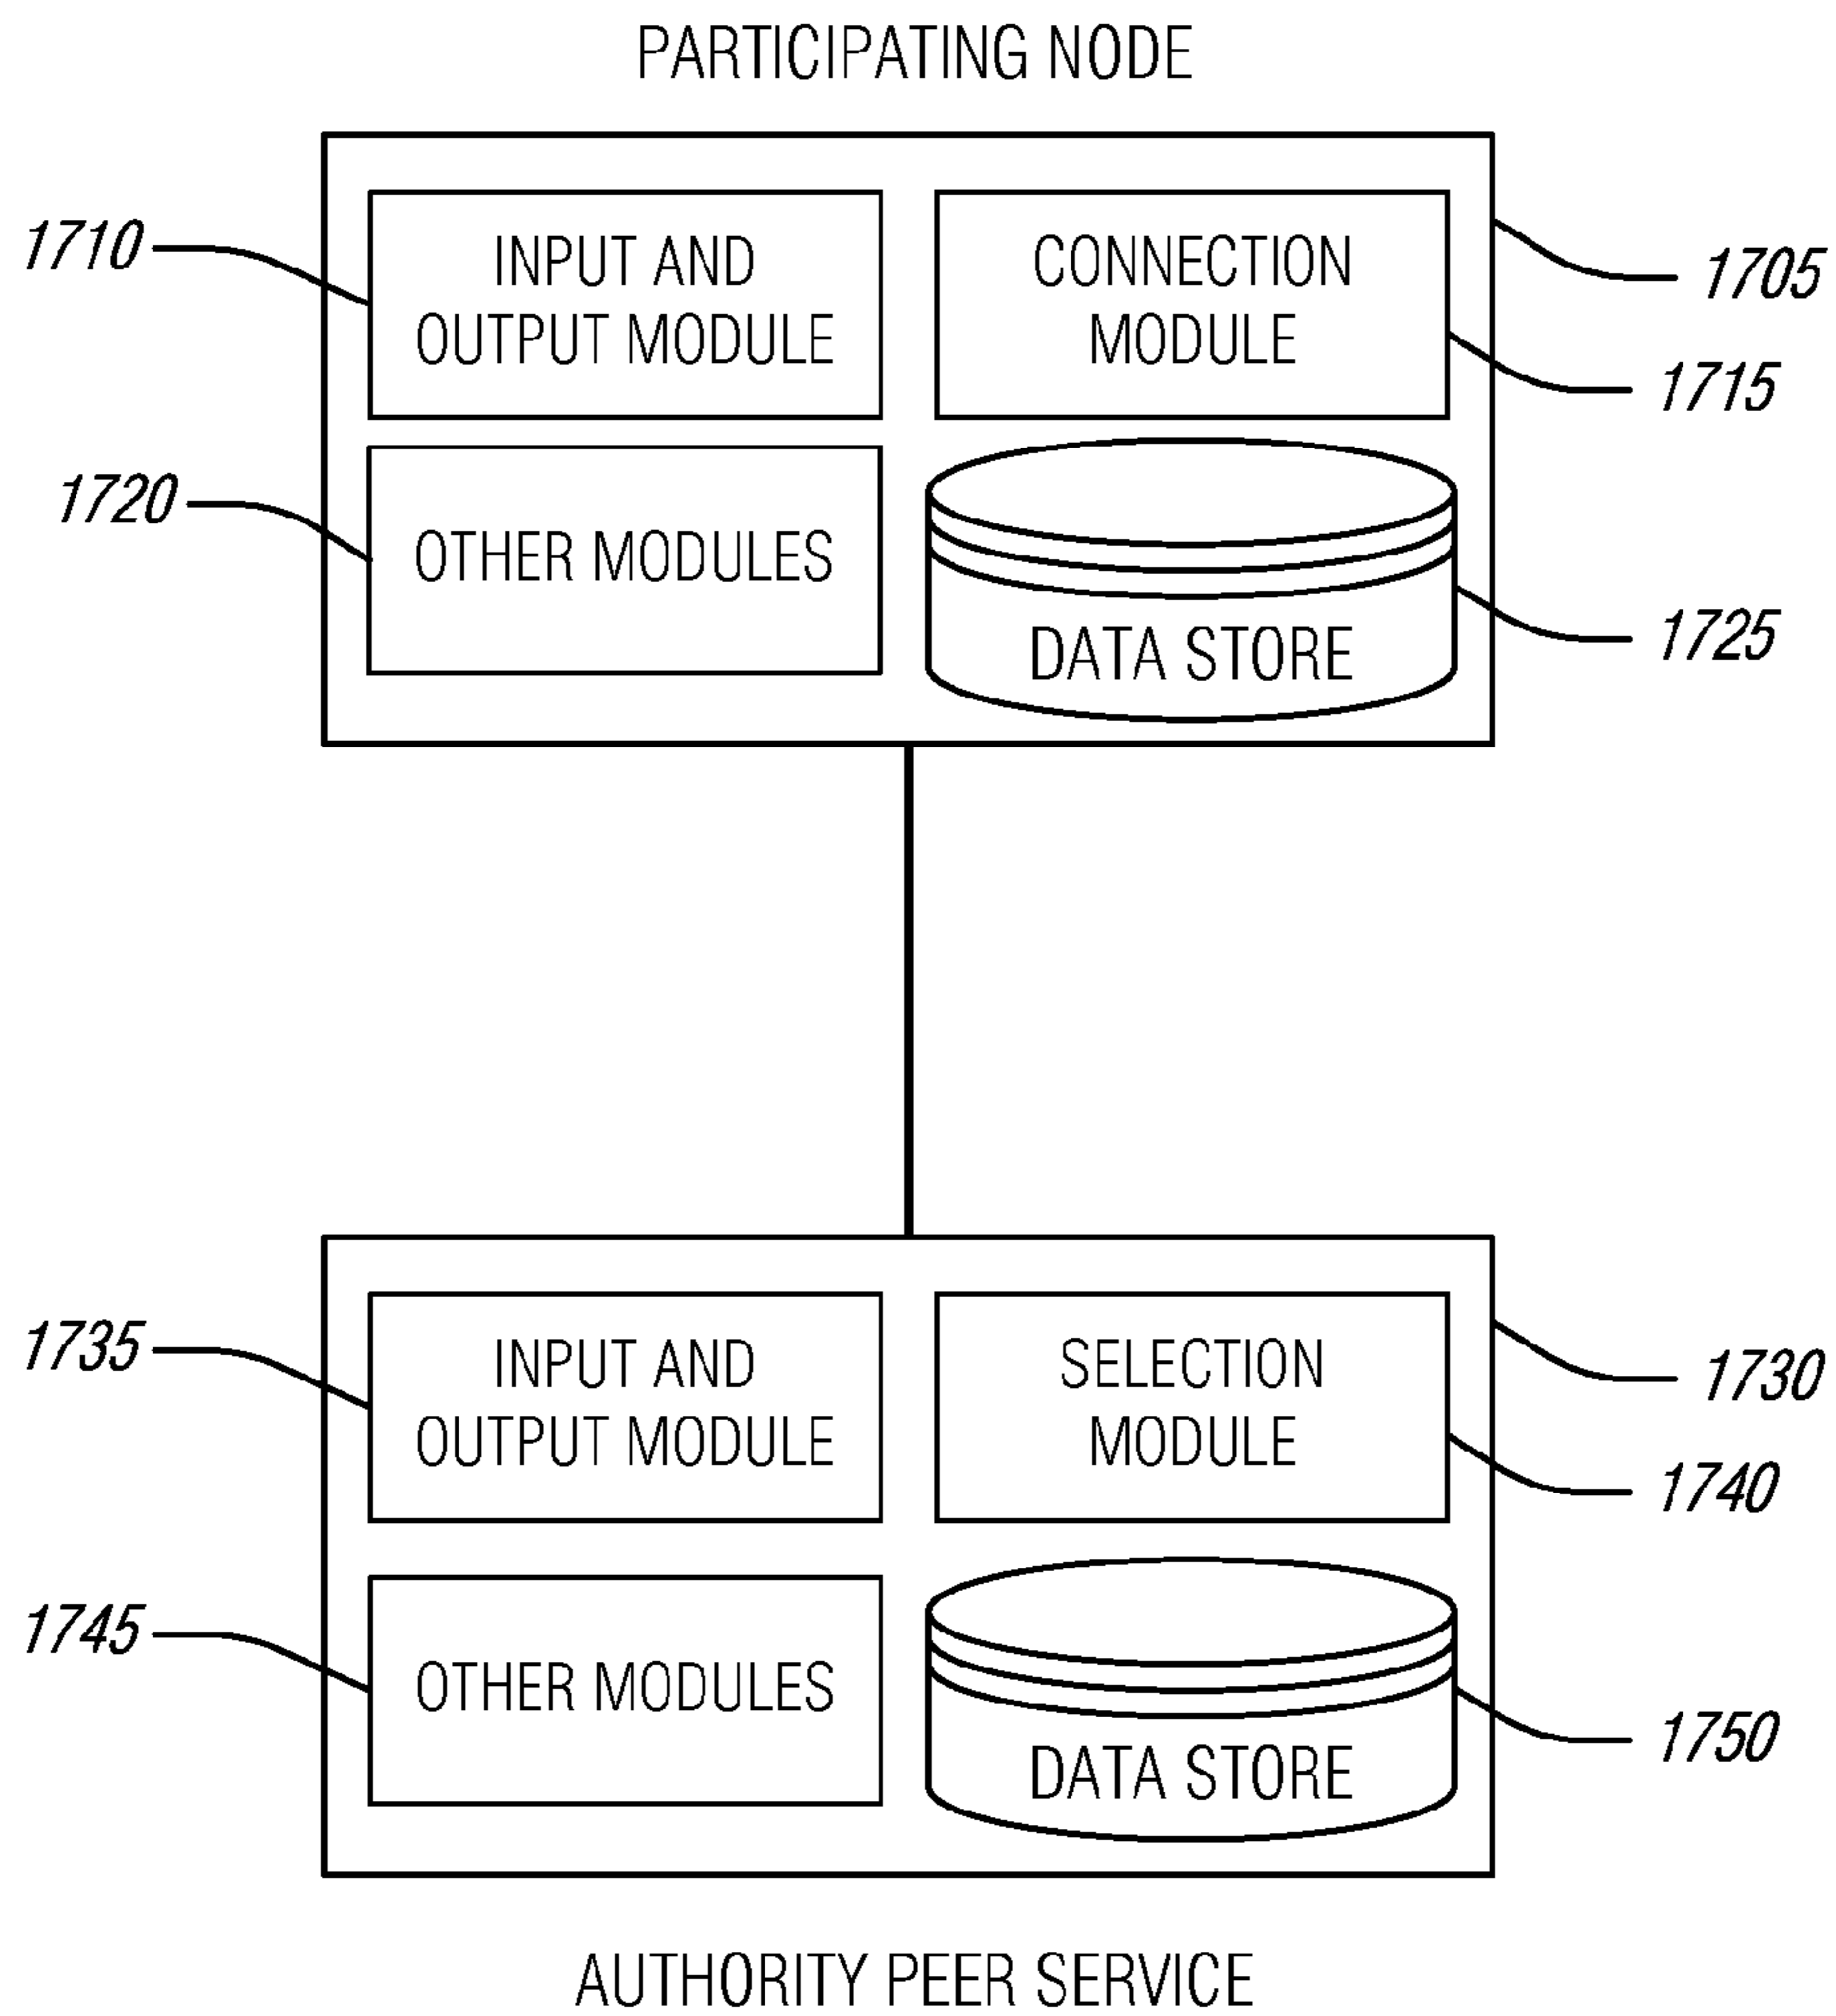 PARTICIPATING NODE
1710
INPUT AND
OUTPUT MODULE
CONNECTION
MODULE
1705
1715
1720
OTHER MODULES
DATA STORE
1725
1735
INPUT AND
OUTPUT MODULE
SELECTION
MODULE
1730
1740
1745
OTHER MODULES
DATA STORE
1750
AUTHORITY PEER SERVICE